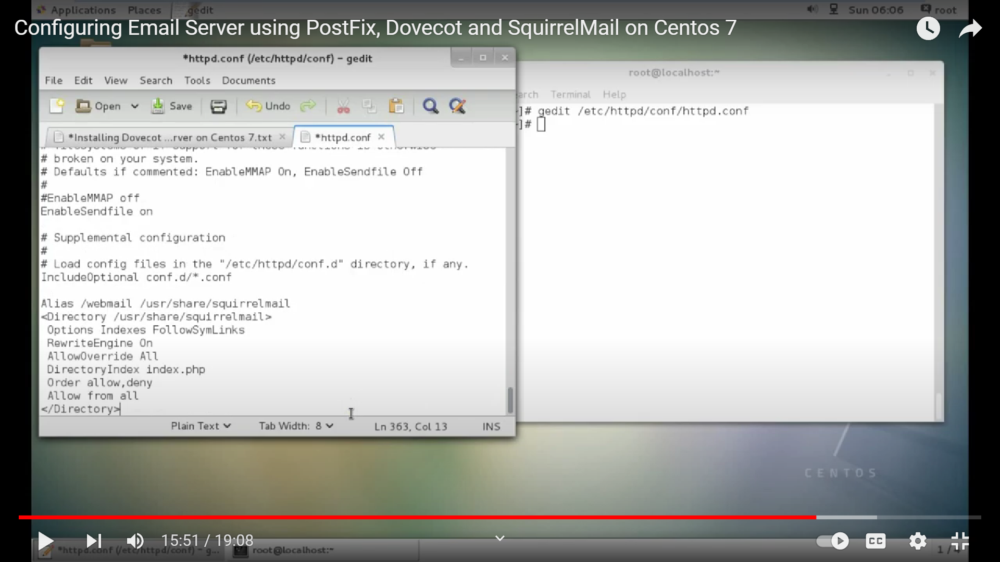 Applications Places gedit Sun 06:06 root
Configuring Email Server using PostFix, Dovecot and SquirrelMail on Centos 7
*httpd.conf (/etc/httpd/conf) – gedit
File Edit View Search Tools Documents
Open Save Undo
*Installing Dovecot ...rver on Centos 7.txt *httpd.conf
# broken on your system.
# Defaults if commented: EnableMMAP On, EnableSendfile Off
#
#EnableMMAP off
EnableSendfile on
# Supplemental configuration
#
# Load config files in the "/etc/httpd/conf.d" directory, if any.
IncludeOptional conf.d/*.conf
Alias /webmail /usr/share/squirrelmail
<Directory /usr/share/squirrelmail>
Options Indexes FollowSymLinks
RewriteEngine On
AllowOverride All
DirectoryIndex index.php
Order allow,deny
Allow from all
</Directory>
Plain Text Tab Width: 8 Ln 363, Col 13 INS
root@localhost:~
arch Terminal Help
]# gedit /etc/httpd/conf/httpd.conf
]#
CENTOS
15:51 / 19:08 CC
*httpd.conf (/etc/httpd/conf) – g... root@localhost:~ 1 /